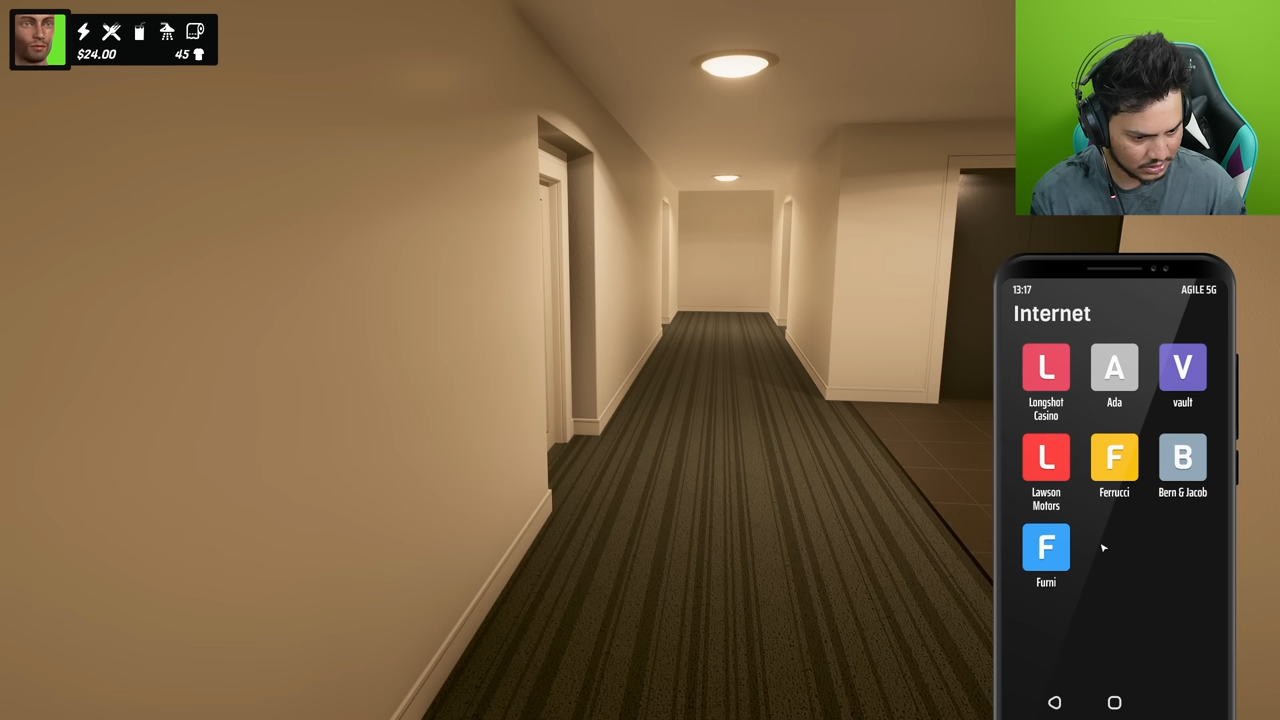 $24.00 45
13:17 AGILE 5G
Internet
L A V
Longshot Casino Ada vault
L F B
Lawson Motors Ferrucci Bern & Jacob
F
Furni